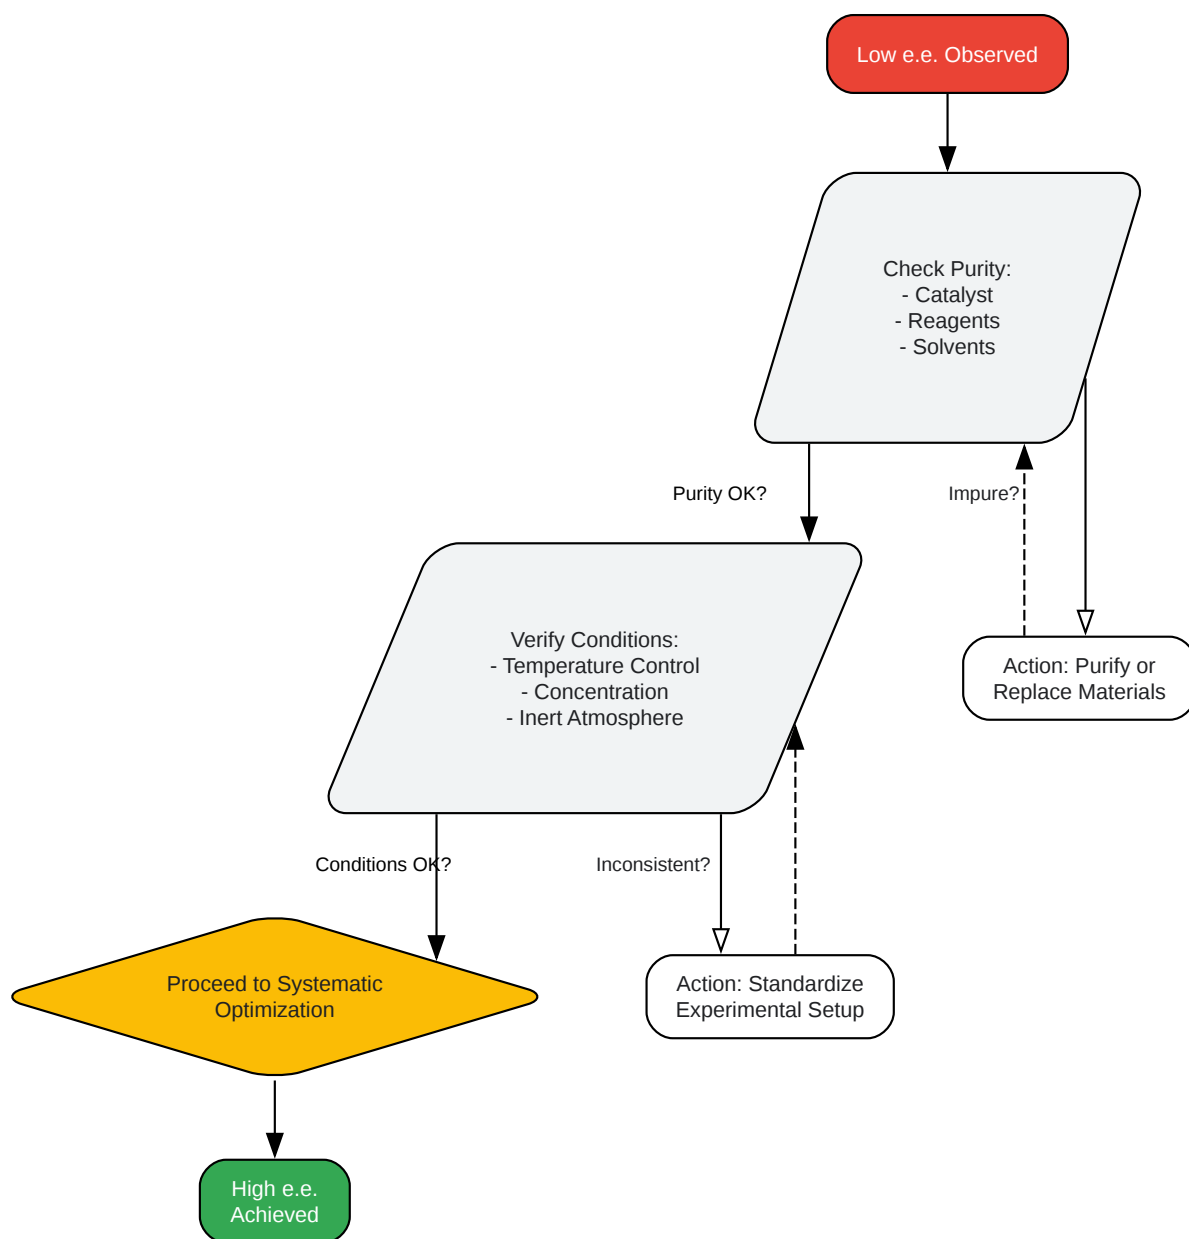 Low e.e. Observed
Check Purity:
- Catalyst
- Reagents
- Solvents
Purity OK?
Impure?
Verify Conditions:
- Temperature Control
- Concentration
- Inert Atmosphere
Action: Purify or
Replace Materials
Conditions OK?
Inconsistent?
Proceed to Systematic
Optimization
Action: Standardize
Experimental Setup
High e.e.
Achieved